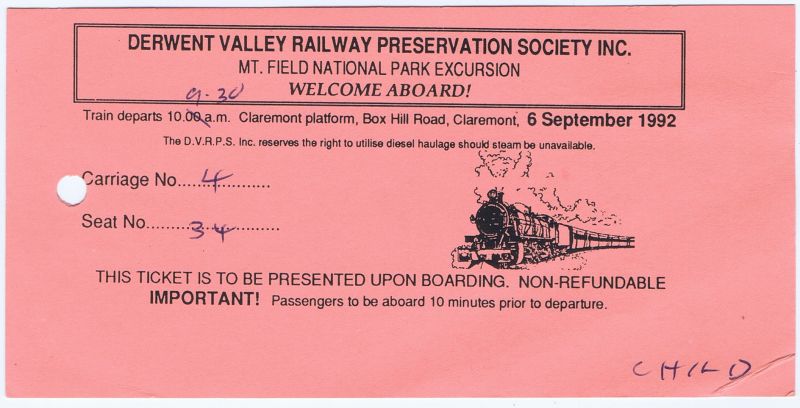 DERWENT VALLEY RAILWAY PRESERVATION SOCIETY INC.
MT. FIELD NATIONAL PARK EXCURSION
WELCOME ABOARD!
9-30
Train departs 10.00a.m. Claremont platform, Box Hill Road, Claremont, 6 September 1992
The D.V.R.P.S. Inc. reserves the right to utilise diesel haulage should steam be unavailable.
Carriage No....4................
Seat No.........34...............
THIS TICKET IS TO BE PRESENTED UPON BOARDING. NON-REFUNDABLE
IMPORTANT! Passengers to be aboard 10 minutes prior to departure.
CHILD